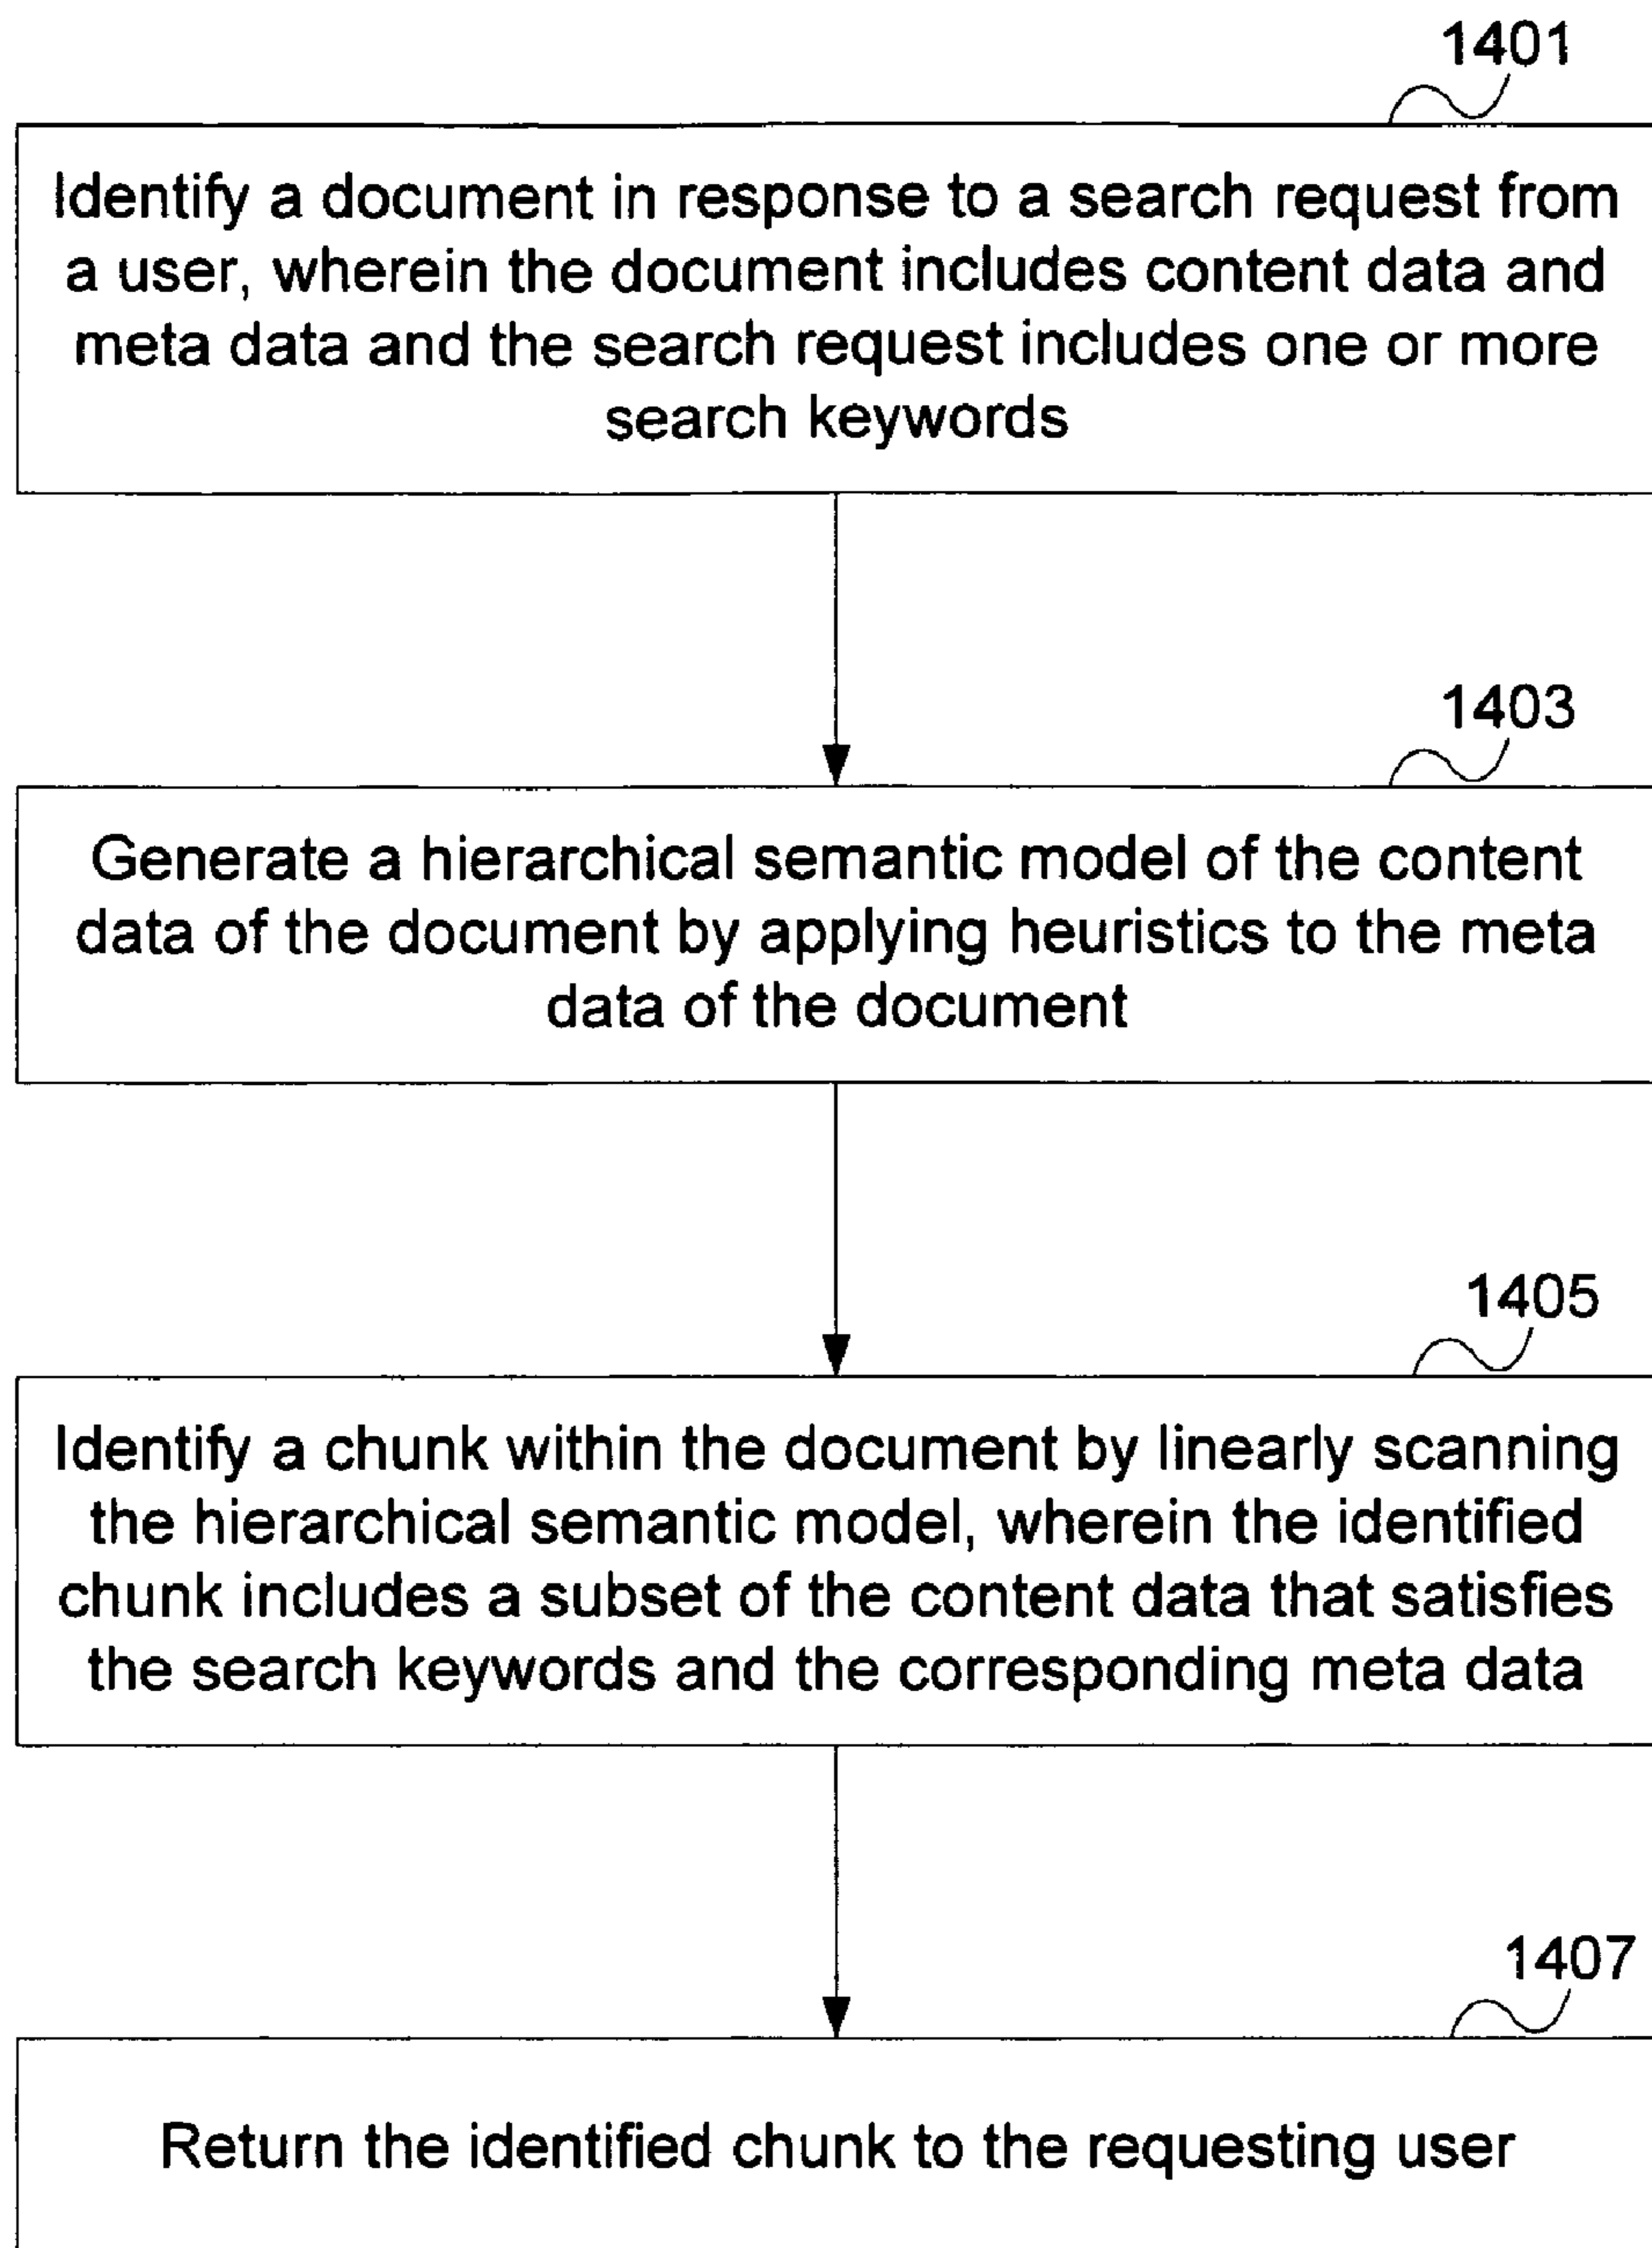 1401
Identify a document in response to a search request from
a user, wherein the document includes content data and
meta data and the search request includes one or more
search keywords
1403
Generate a hierarchical semantic model of the content
data of the document by applying heuristics to the meta
data of the document
1405
Identify a chunk within the document by linearly scanning
the hierarchical semantic model, wherein the identified
chunk includes a subset of the content data that satisfies
the search keywords and the corresponding meta data
1407
Return the identified chunk to the requesting user